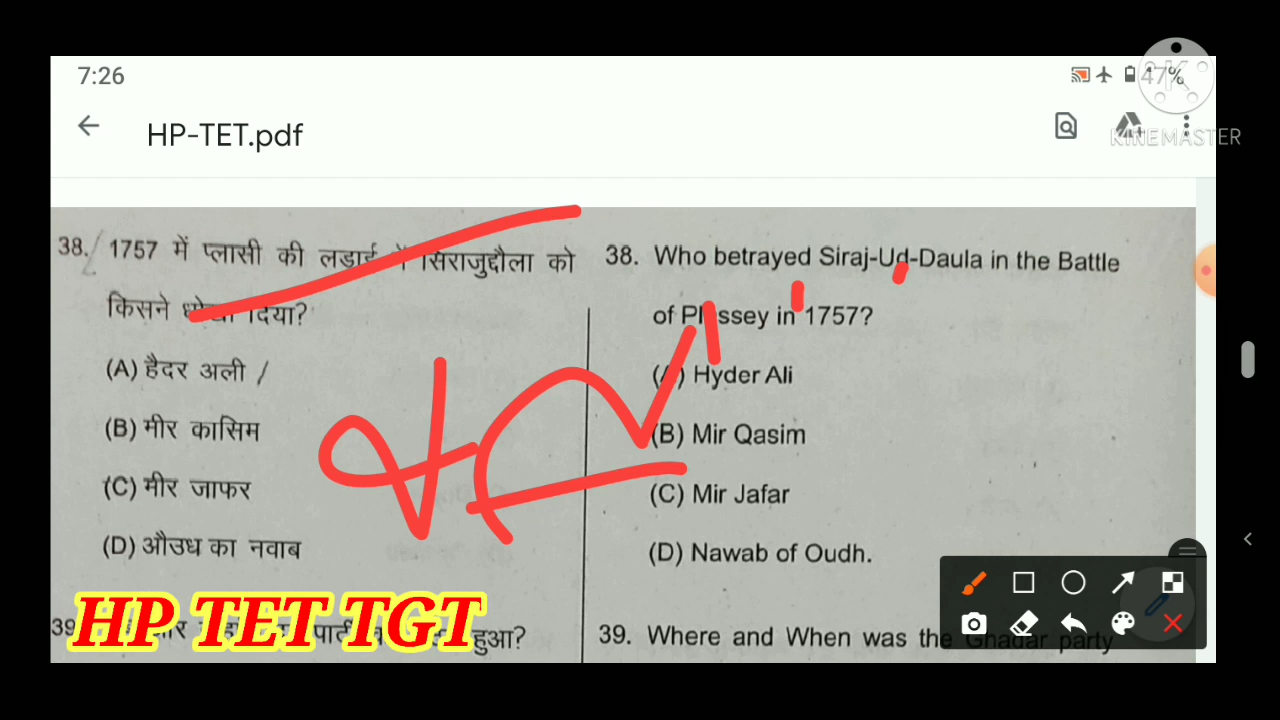 7:26
47%
KINEMASTER
HP-TET.pdf
38. 1757 में प्लासी की लडाई में सिराजुद्दौला को
किसने धोखा दिया?
(A) हैदर अली
(B) मीर कासिम
(C) मीर जाफर
(D) औउध का नवाब
39
हुआ?
38. Who betrayed Siraj-Ud-Daula in the Battle
of Plassey in 1757?
(A) Hyder Ali
(B) Mir Qasim
(C) Mir Jafar
(D) Nawab of Oudh.
39. Where and When was the Ghadar party
HP TET TGT